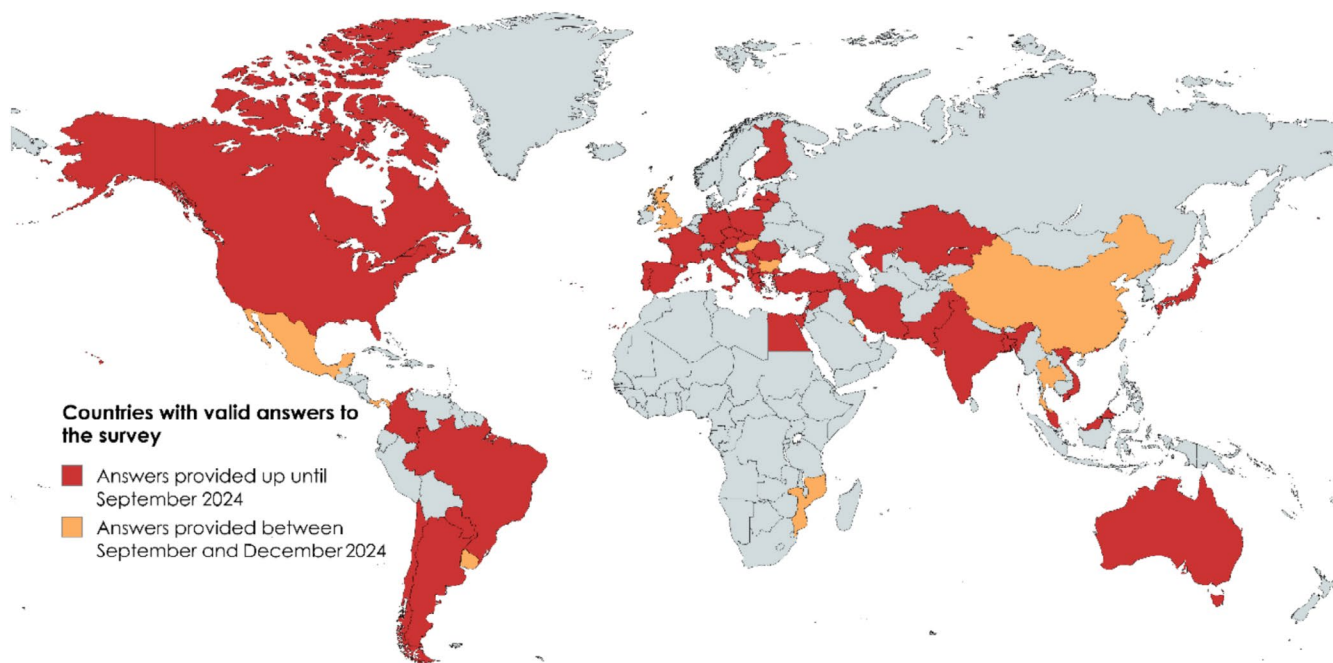 Countries with valid answers to
the survey
Answers provided up until
September 2024
Answers provided between
September and December 2024